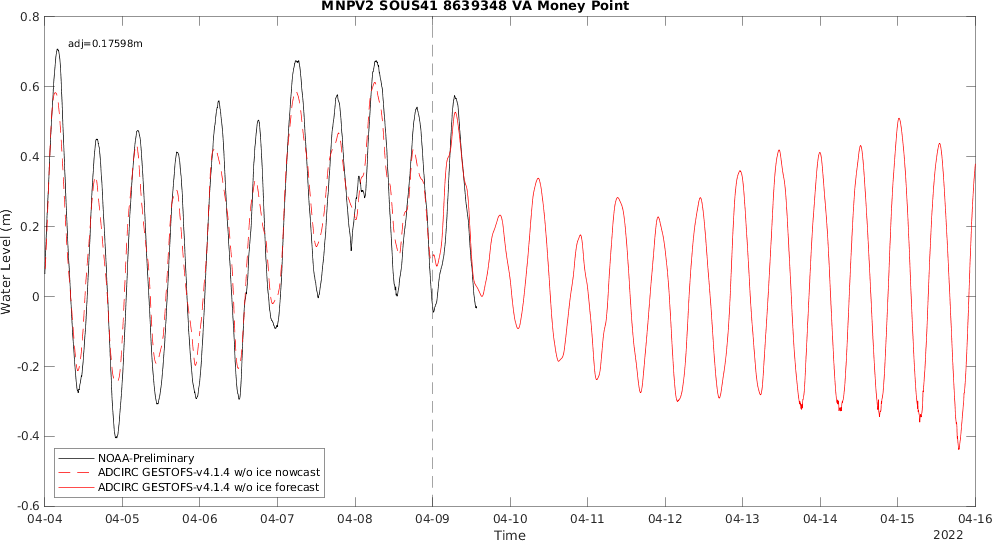 MNPV2 SOUS41 8639348 VA Money Point
adj=0.17598m
0.8
0.6
0.4
0.2
0
-0.2
-0.4
-0.6
Water Level (m)
NOAA-Preliminary
ADCIRC GESTOFS-v4.1.4 w/o ice nowcast
ADCIRC GESTOFS-v4.1.4 w/o ice forecast
04-04 04-05 04-06 04-07 04-08 04-09 04-10 04-11 04-12 04-13 04-14 04-15 04-16
Time
2022